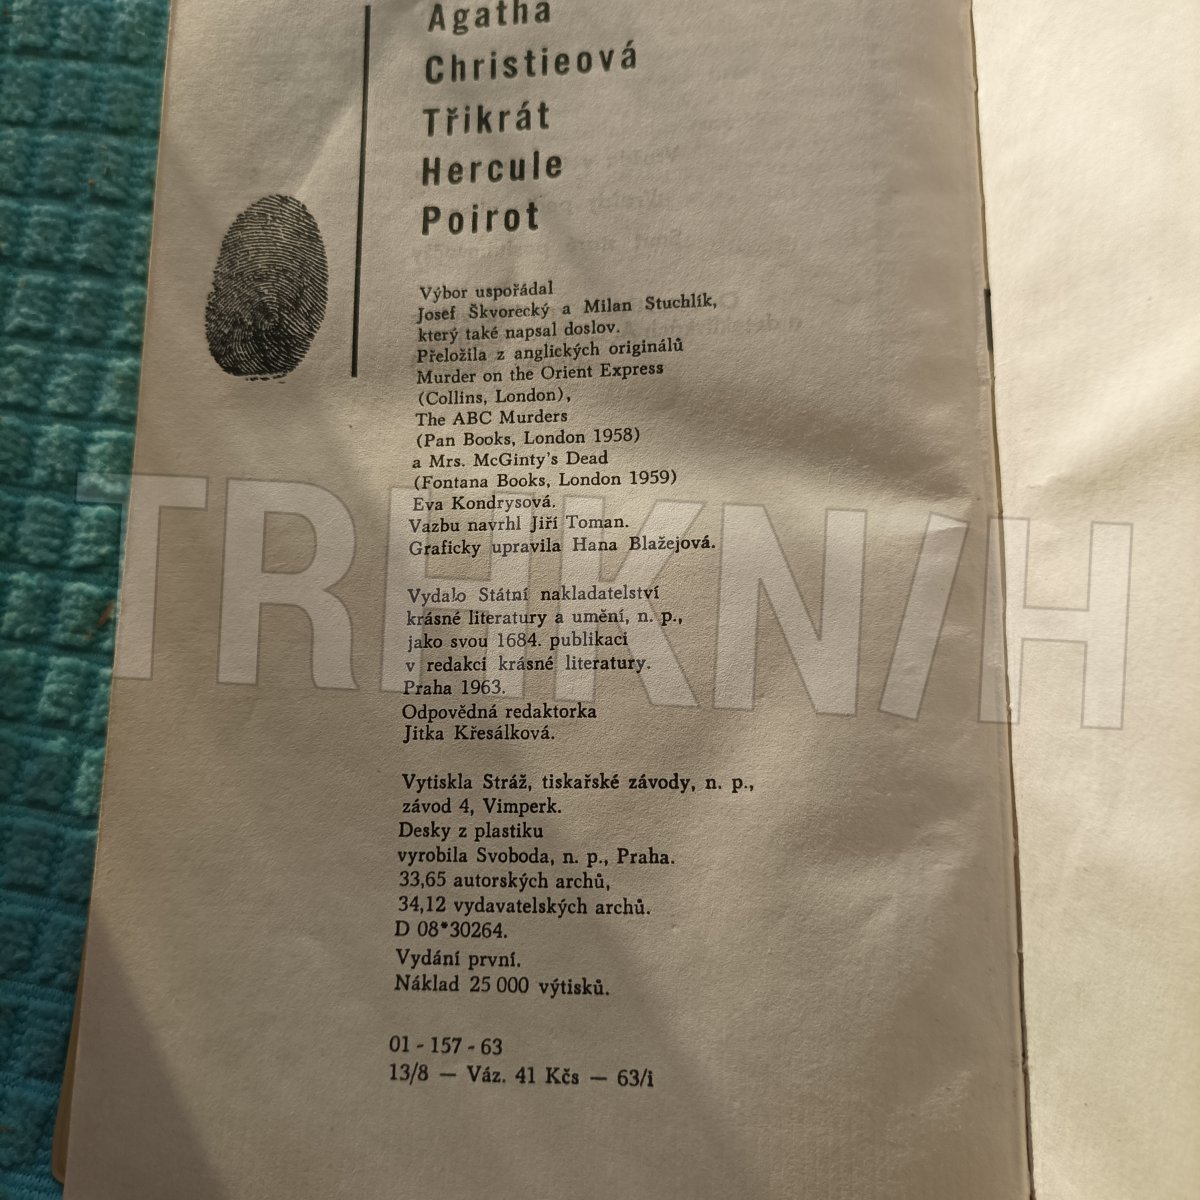 Agatha
Christieová
Třikrát
Hercule
Poirot
Výbor uspořádal
Josef Škvorecký a Milan Stuchlík,
který také napsal doslov.
Přeložila z anglických originálů
Murder on the Orient Express
(Collins, London),
The ABC Murders
(Pan Books, London 1958)
a Mrs. McGinty's Dead
(Fontana Books, London 1959)
Eva Kondrysová.
Vazbu navrhl Jiří Toman.
Graficky upravila Hana Blažejová.
Vydalo Státní nakladatelství
krásné literatury a umění, n. p.,
jako svou 1684. publikaci
v redakci krásné literatury.
Praha 1963.
Odpovědná redaktorka
Jitka Křesálková.
Vytiskla Stráž, tiskařské závody, n. p.,
závod 4, Vimperk.
Desky z plastiku
vyrobila Svoboda, n. p., Praha.
33,65 autorských archů,
34,12 vydavatelských archů.
D 08*30264.
Vydání první.
Náklad 25 000 výtisků.
01 - 157 - 63
13/8 — Váz. 41 Kčs — 63/i
TRHKN/H